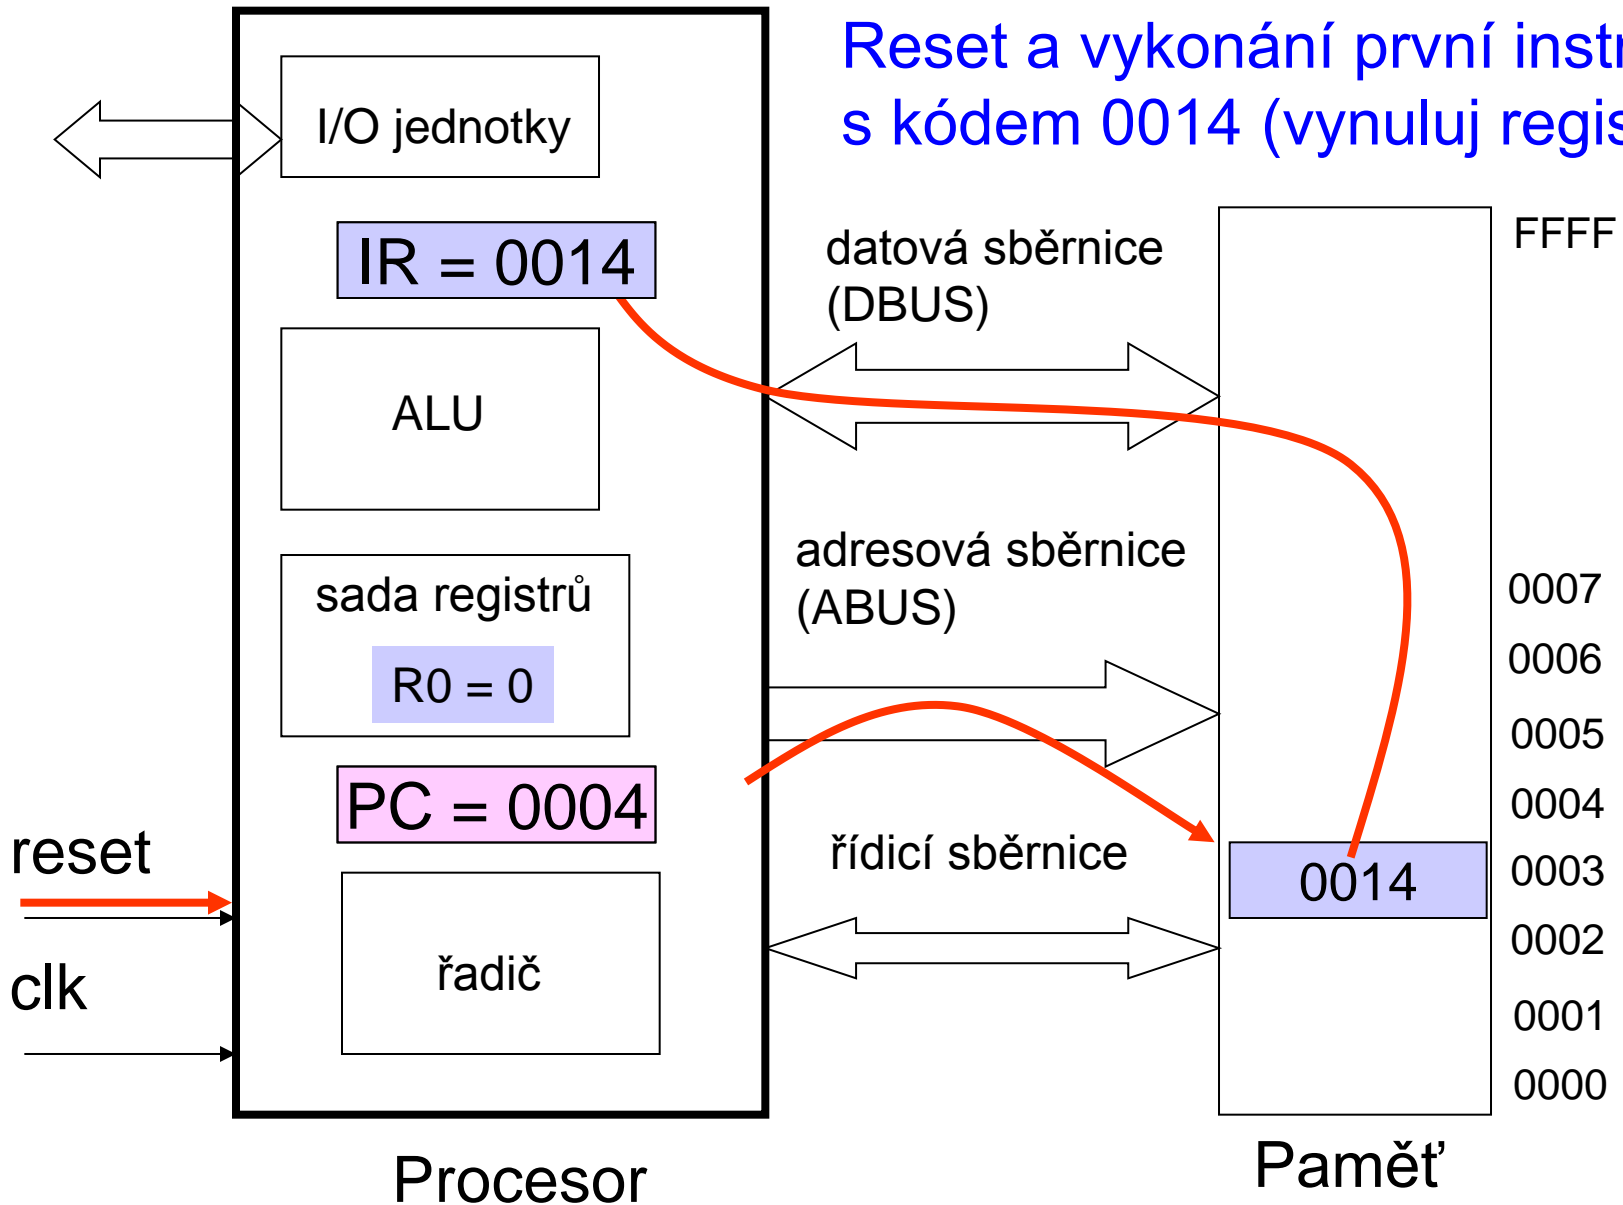 Reset a vykonání první instr
s kódem 0014 (vynuluj regis
I/O jednotky
IR = 0014
ALU
sada registrů
R0 = 0
PC = 0004
řadič
reset
clk
Procesor
datová sběrnice
(DBUS)
adresová sběrnice
(ABUS)
řídicí sběrnice
FFFF
0007
0006
0005
0004
0003
0014
0002
0001
0000
Paměť